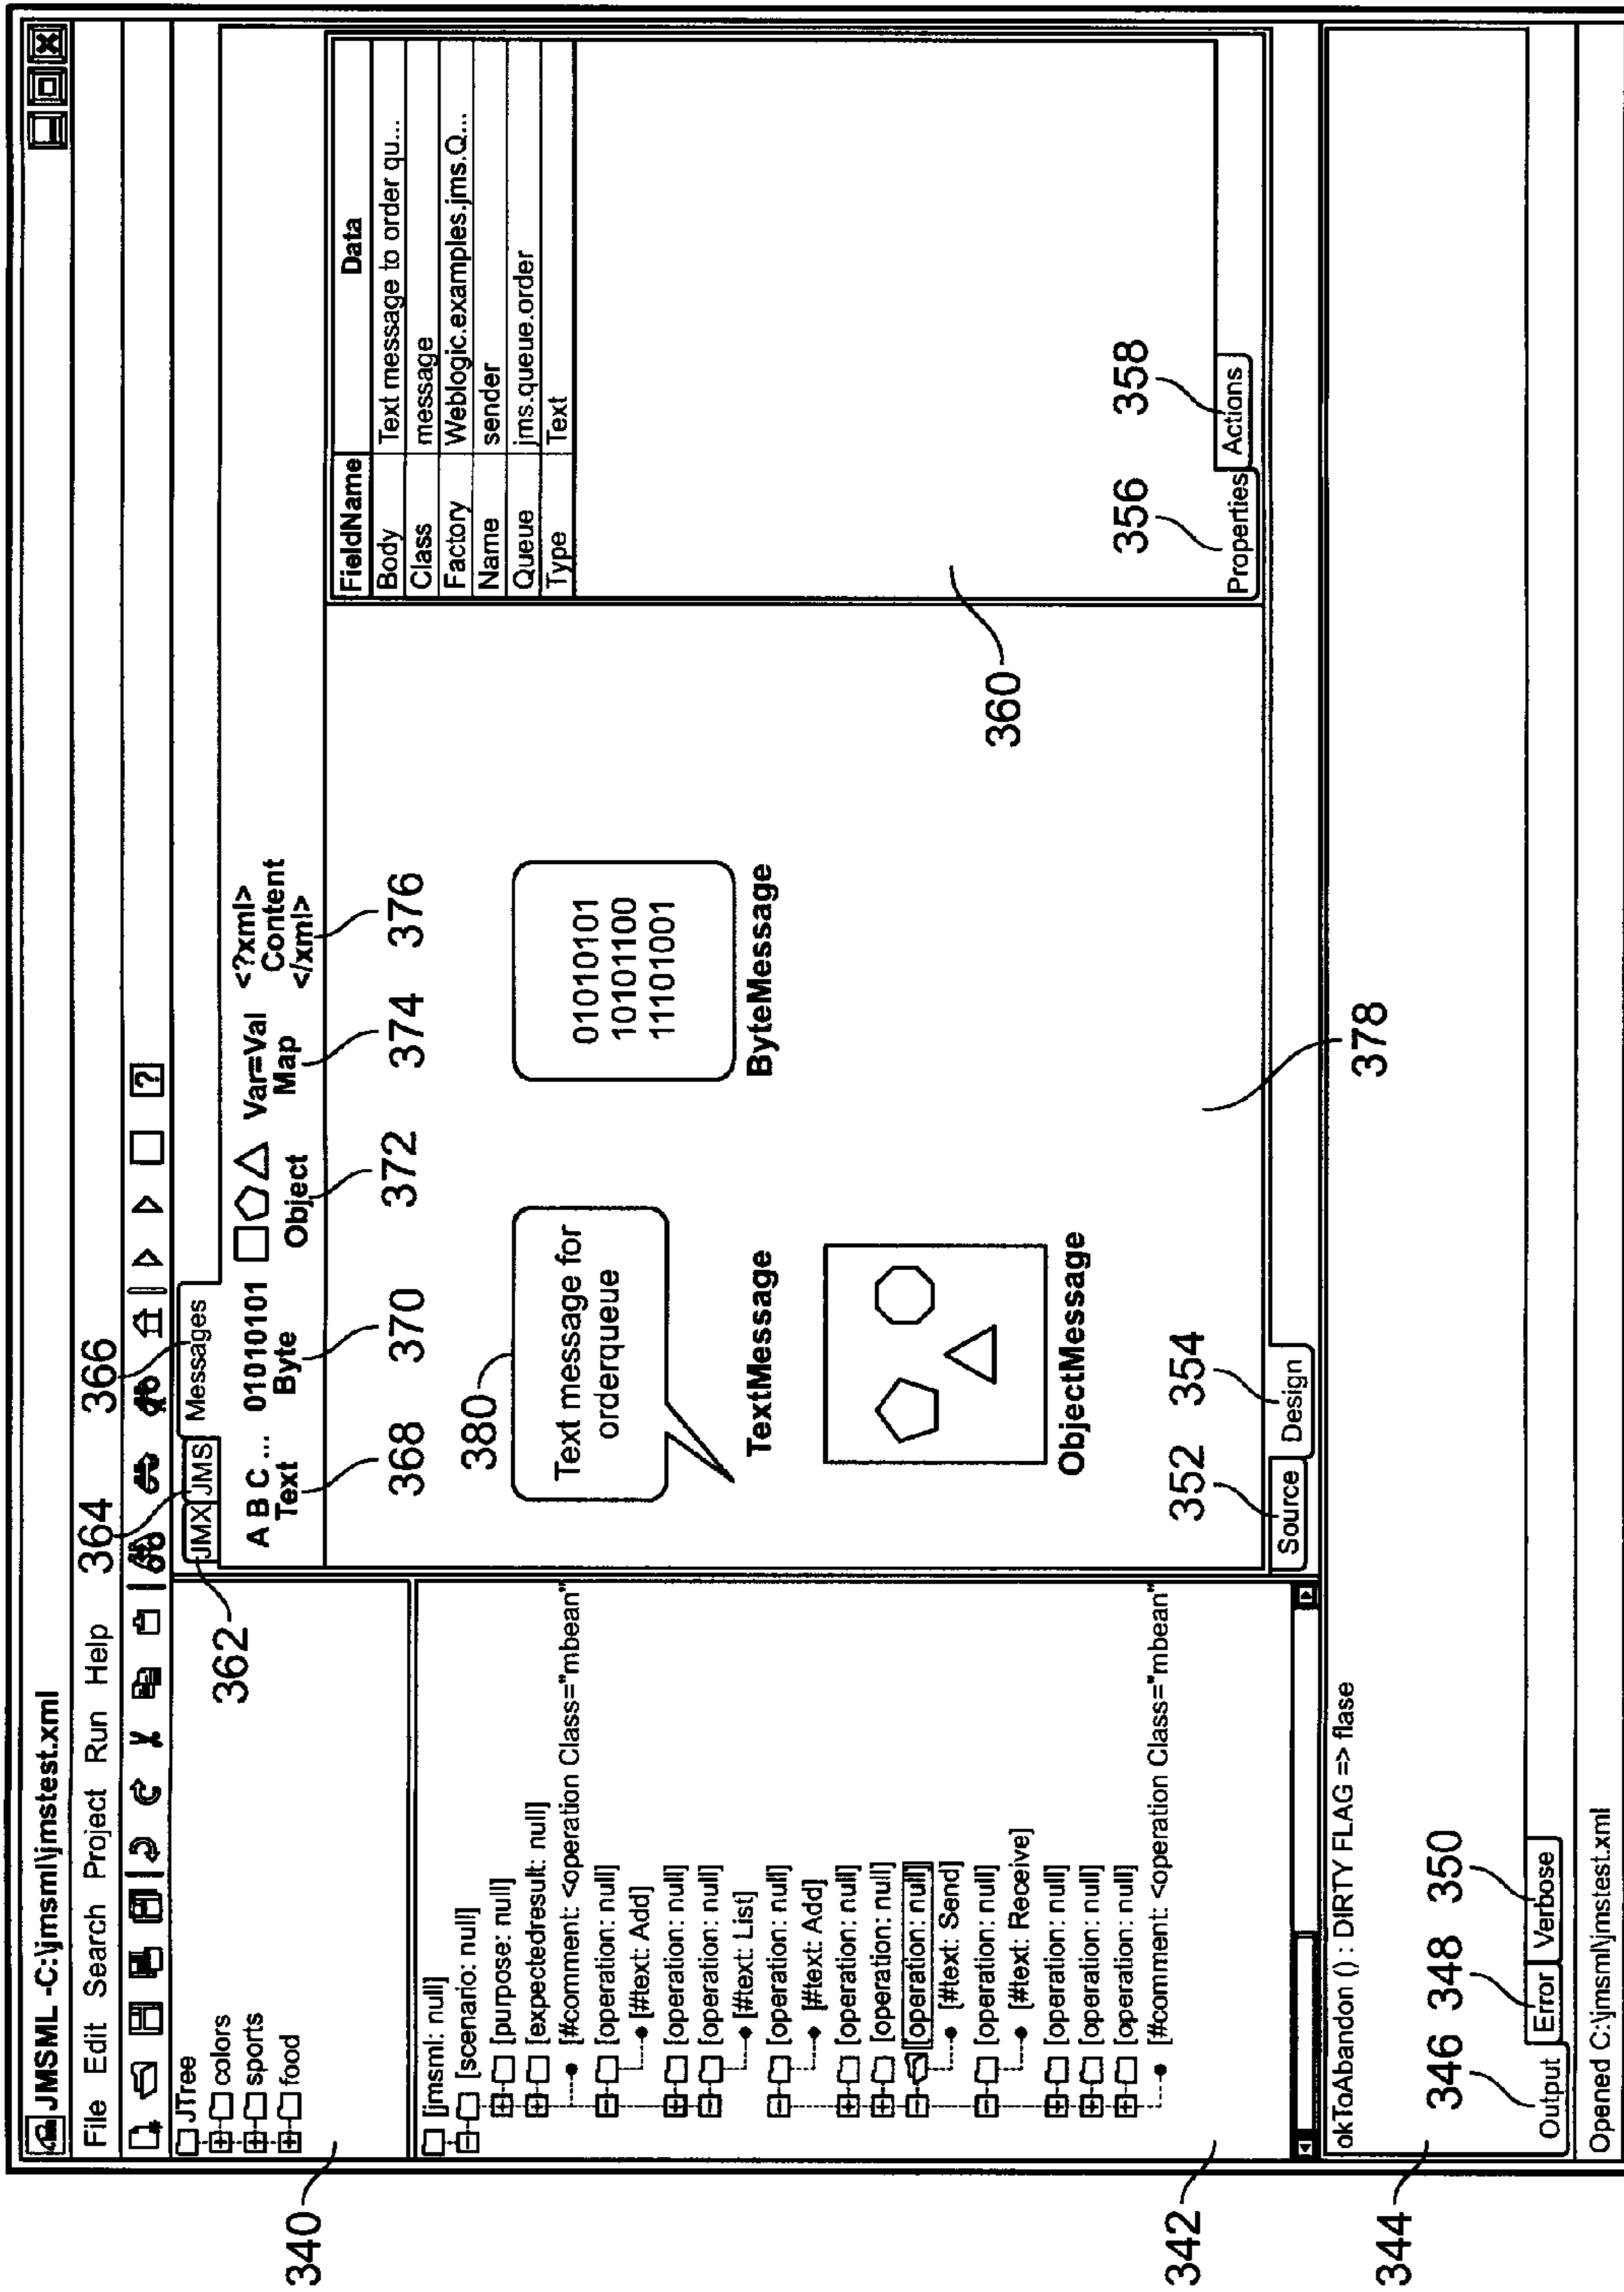 JMSML -C:\jmsml\jmstest.xml
File Edit Search Project Run Help
364
366
?
JTree
colors
sports
food
340
362
JMX
JMS
Messages
A B C ...
Text
368
01010101
Byte
370
Object
372
Var=Val
Map
374
<?xml>
Content
</xml>
376
[jmsml: null]
[scenario: null]
[purpose: null]
[expectedresult: null]
[#comment: <operation Class="mbean"
[operation: null]
[#text: Add]
[operation: null]
[operation: null]
[#text: List]
[operation: null]
[#text: Add]
[operation: null]
[operation: null]
[operation: null]
[#text: Send]
[operation: null]
[#text: Receive]
[operation: null]
[operation: null]
[operation: null]
[#comment: <operation Class="mbean"
342
380
Text message for
orderqueue
TextMessage
01010101
10101100
11101001
ByteMessage
ObjectMessage
378
FieldName Data
Body Text message to order qu...
Class message
Factory Weblogic.examples.jms.Q...
Name sender
Queue jms.queue.order
Type Text
360
356
358
Properties
Actions
352
354
Source
Design
okToAbandon () : DIRTY FLAG => flase
344
346
348
350
Output
Error
Verbose
Opened C:\jmsml\jmstest.xml